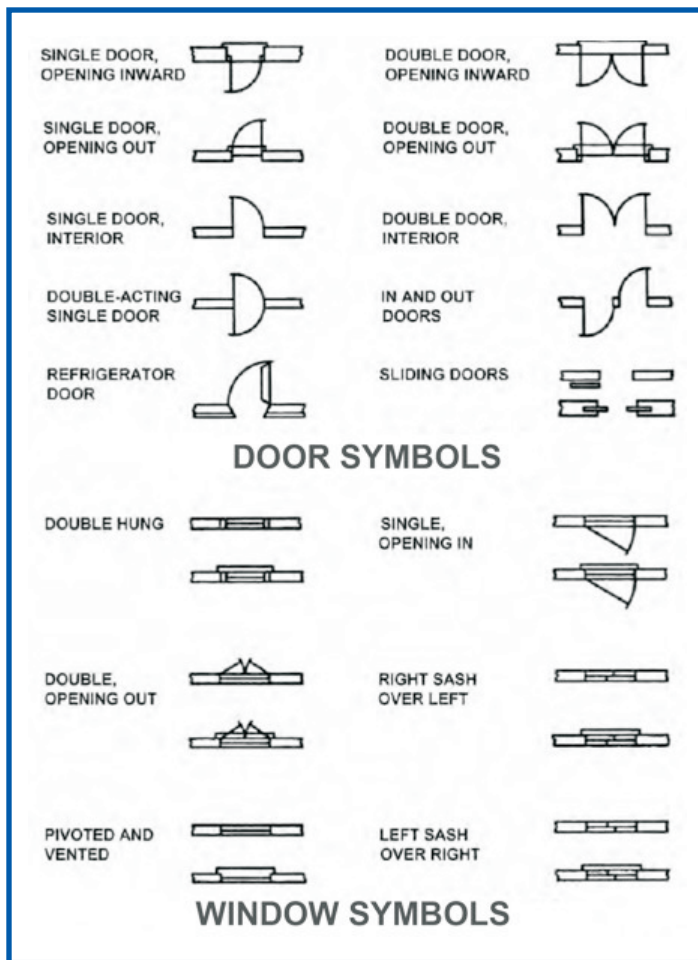 SINGLE DOOR,
OPENING INWARD
DOUBLE DOOR,
OPENING INWARD
SINGLE DOOR,
OPENING OUT
DOUBLE DOOR,
OPENING OUT
SINGLE DOOR,
INTERIOR
DOUBLE DOOR,
INTERIOR
DOUBLE-ACTING
SINGLE DOOR
IN AND OUT
DOORS
REFRIGERATOR
DOOR
SLIDING DOORS
DOOR SYMBOLS
DOUBLE HUNG
SINGLE,
OPENING IN
DOUBLE,
OPENING OUT
RIGHT SASH
OVER LEFT
PIVOTED AND
VENTED
LEFT SASH
OVER RIGHT
WINDOW SYMBOLS